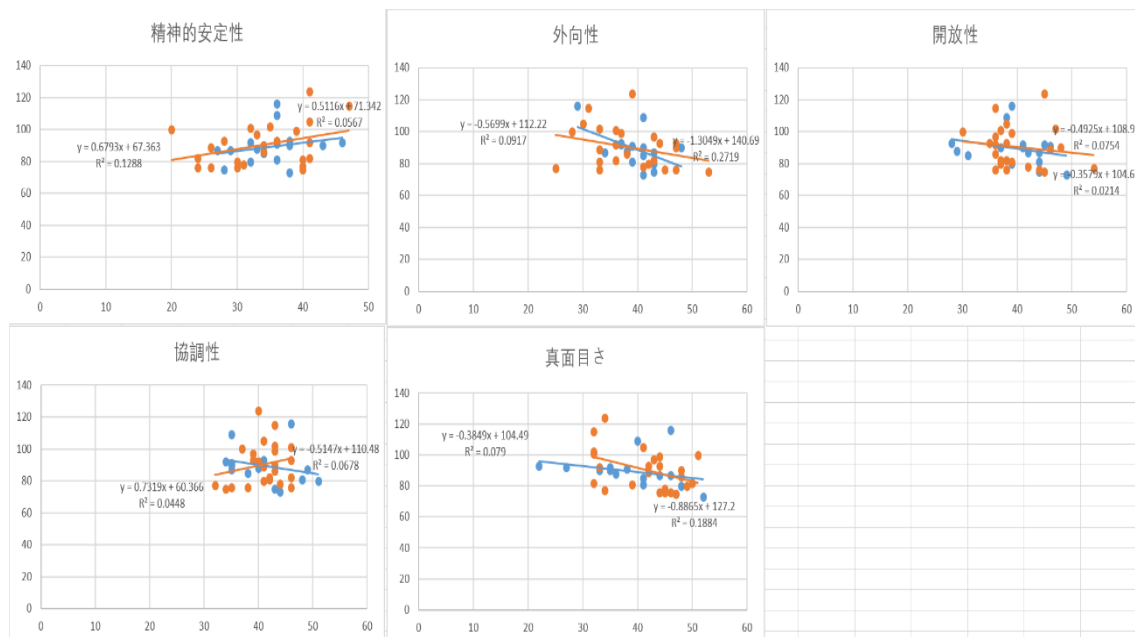 精神的安定性
140
120
100
80
60
40
20
0
0 10 20 30 40 50
y = 0.5116x + 71.342
R² = 0.0567
y = 0.6793x + 67.363
R² = 0.1288
外向性
140
120
100
80
60
40
20
0
0 10 20 30 40 50 60
y = -0.5699x + 112.22
R² = 0.0917
y = -1.3049x + 140.69
R² = 0.2719
開放性
140
120
100
80
60
40
20
0
0 10 20 30 40 50 60
y = -0.4925x + 108.9
R² = 0.0754
y = -0.3579x + 104.6
R² = 0.0214
協調性
140
120
100
80
60
40
20
0
0 10 20 30 40 50 60
y = -0.5147x + 110.48
R² = 0.0678
y = 0.7319x + 60.366
R² = 0.0448
真面目さ
140
120
100
80
60
40
20
0
0 10 20 30 40 50 60
y = -0.3849x + 104.49
R² = 0.079
y = -0.8865x + 127.2
R² = 0.1884